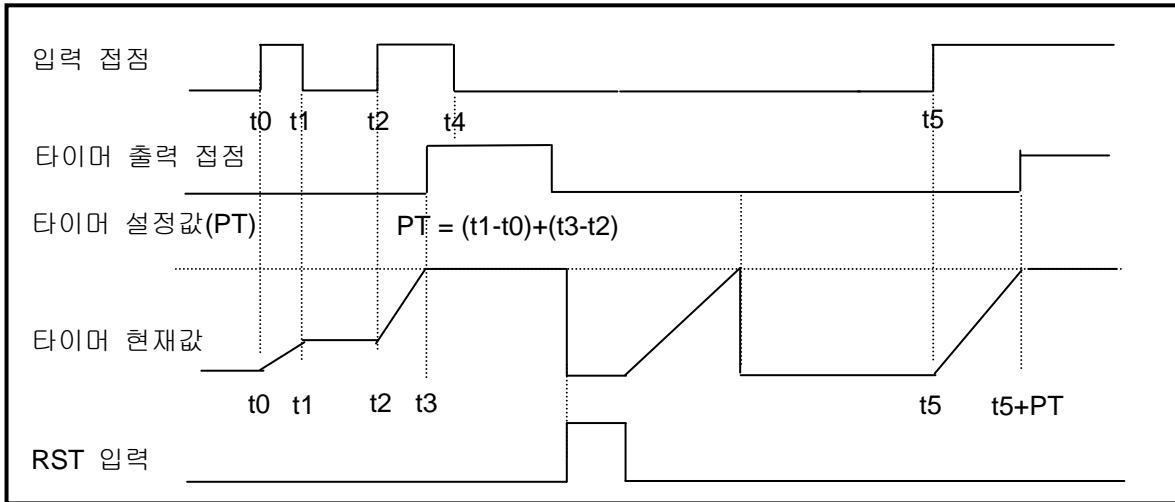 입력 접점
t0 t1 t2 t4 t5
타이머 출력 접점
타이머 설정값(PT) PT = (t1-t0)+(t3-t2)
타이머 현재값
t0 t1 t2 t3 t5 t5+PT
RST 입력